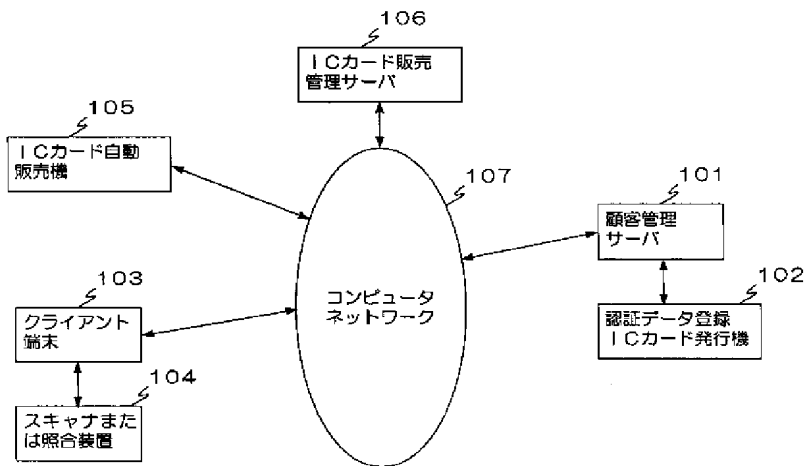 106
ICカード販売
管理サーバ
105
ICカード自動
販売機
107
101
顧客管理
サーバ
103
クライアント
端末
コンピュータ
ネットワーク
102
認証データ登録
ICカード発行機
104
スキャナまた
は照合装置